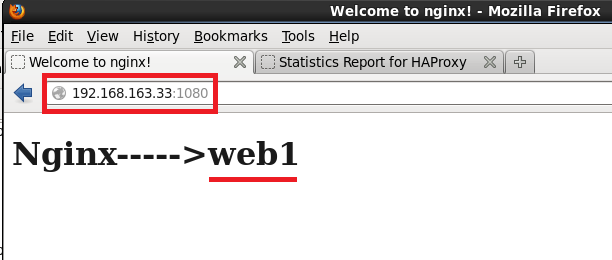 Welcome to nginx! - Mozilla Firefox
File Edit View History Bookmarks Tools Help
Welcome to nginx! Statistics Report for HAProxy
192.168.163.33:1080
Nginx----->web1